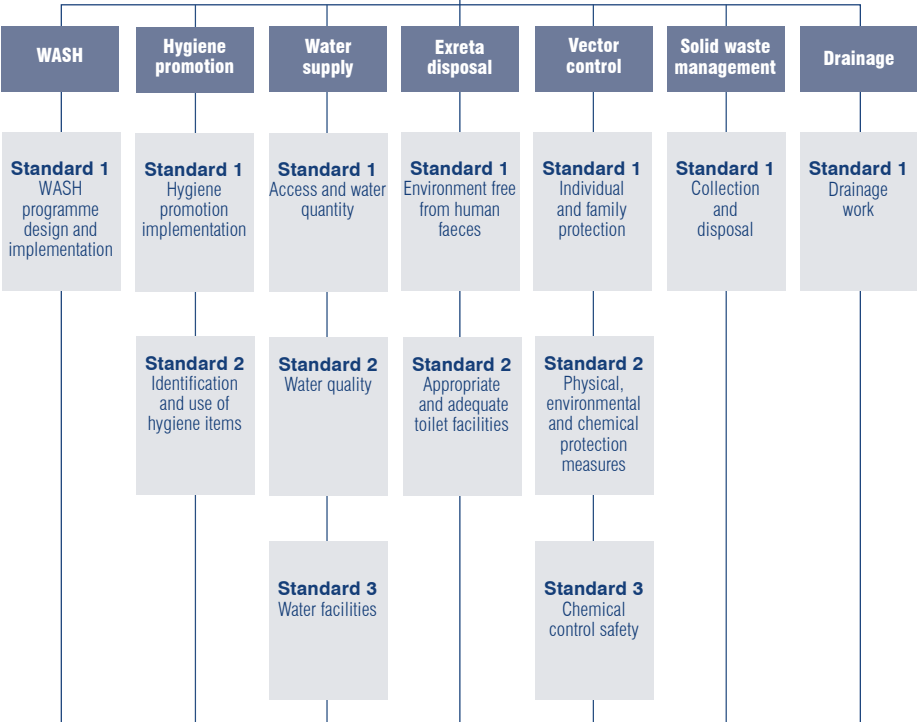 WASH
Hygiene
promotion
Water
supply
Exreta
disposal
Vector
control
Solid waste
management
Drainage
Standard 1
WASH
programme
design and
implementation
Standard 1
Hygiene
promotion
implementation
Standard 1
Access and water
quantity
Standard 1
Environment free
from human
faeces
Standard 1
Individual
and family
protection
Standard 1
Collection
and
disposal
Standard 1
Drainage
work
Standard 2
Identification
and use of
hygiene items
Standard 2
Water quality
Standard 2
Appropriate
and adequate
toilet facilities
Standard 2
Physical,
environmental
and chemical
protection
measures
Standard 3
Water facilities
Standard 3
Chemical
control safety